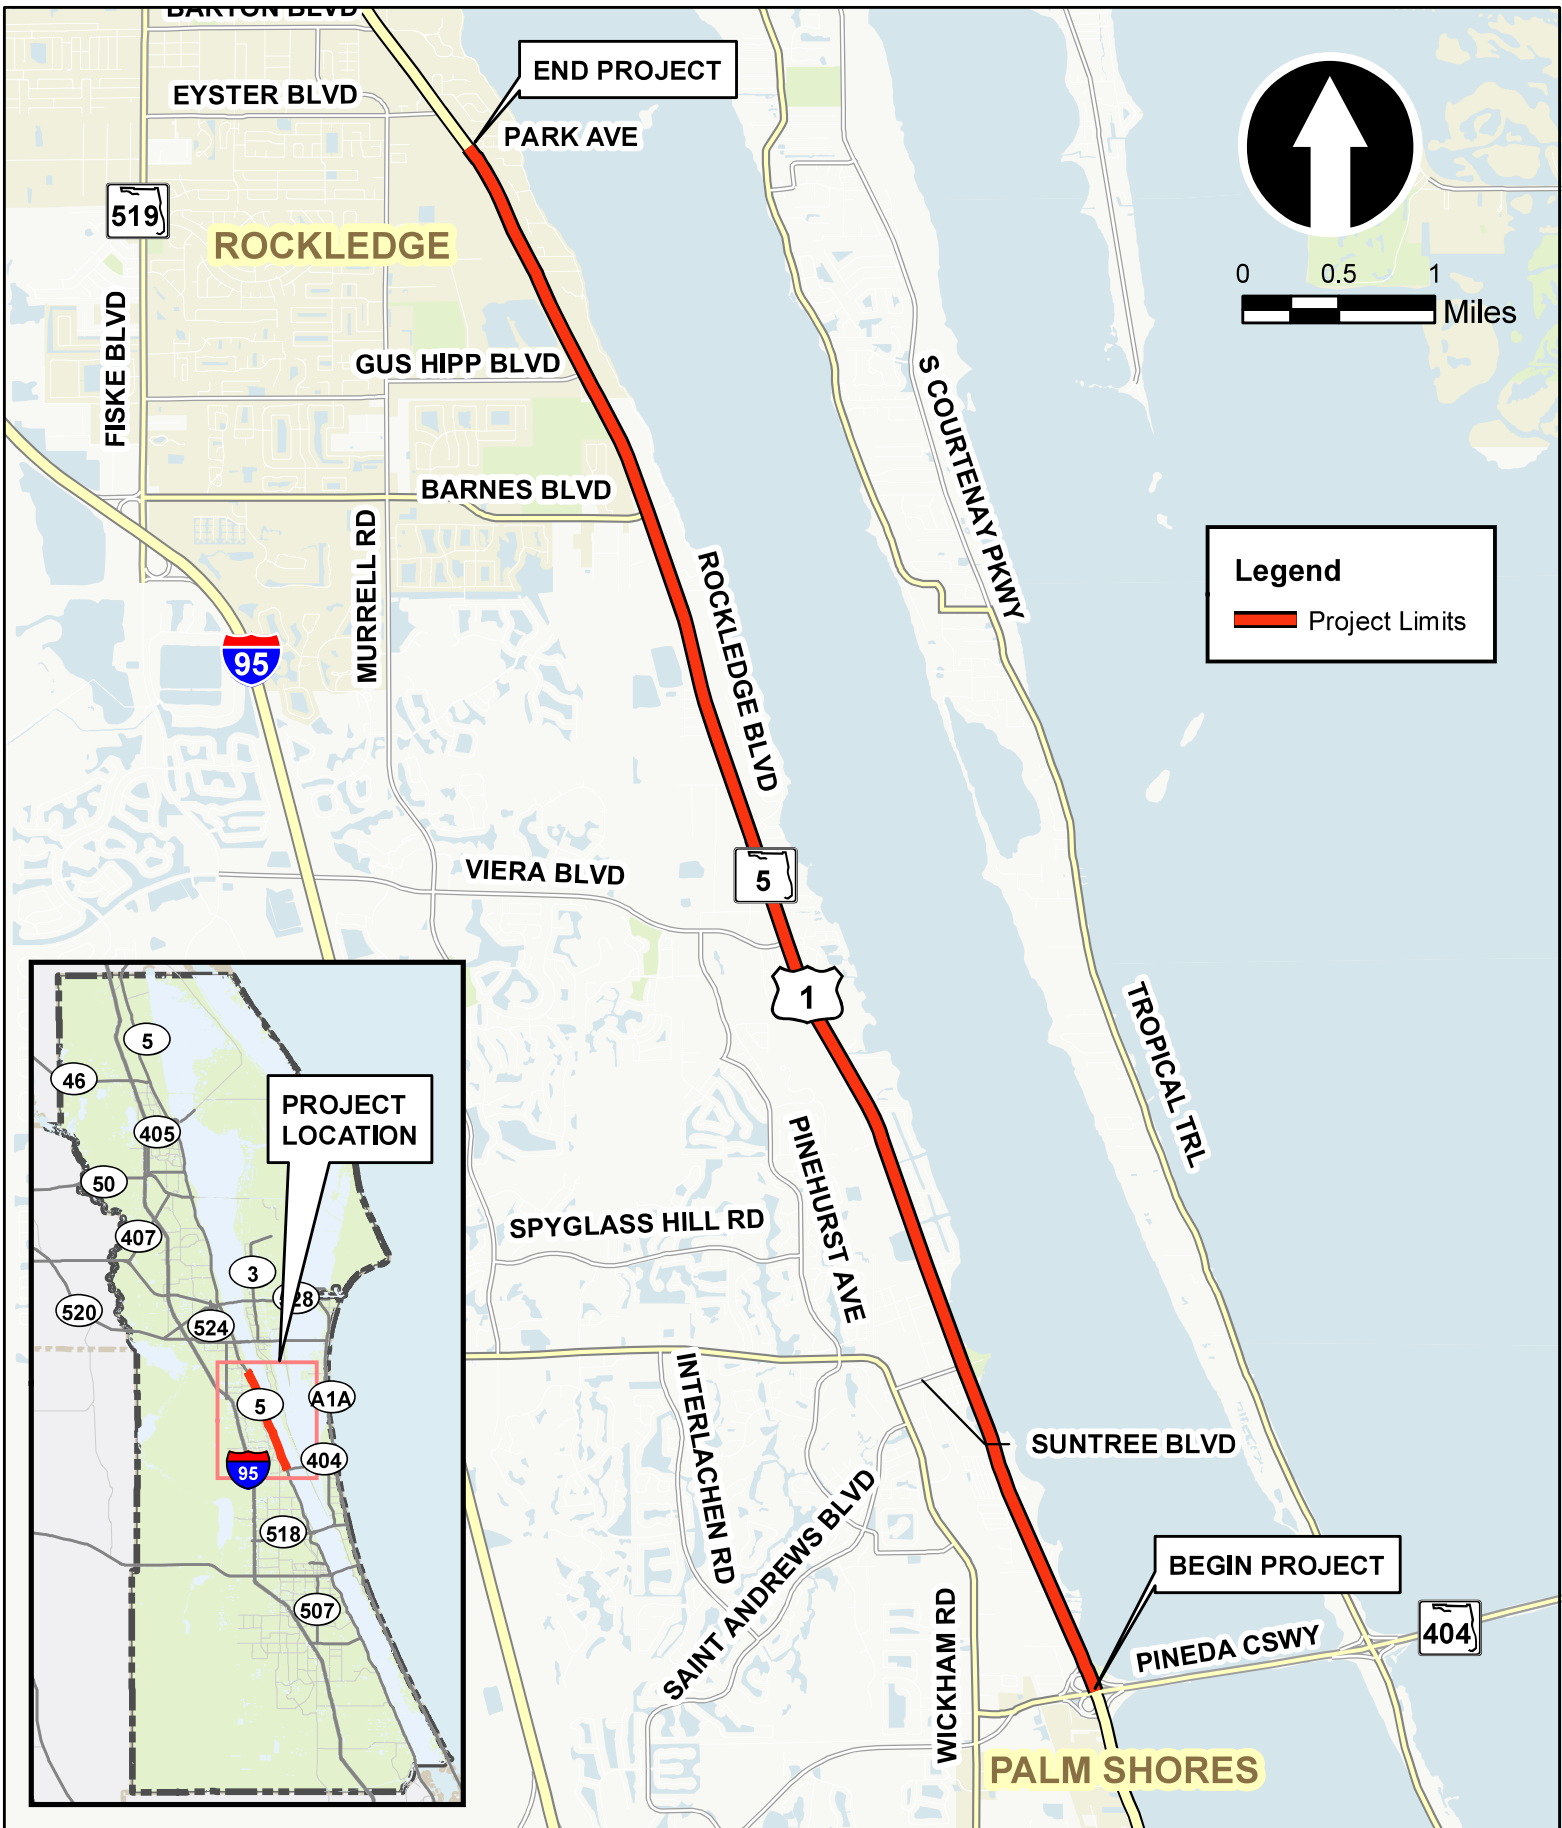 BARTON BLVD
END PROJECT
EYSTER BLVD
PARK AVE
519
ROCKLEDGE
0 0.5 1
Miles
FISKE BLVD
GUS HIPP BLVD
S COURTENAY PKWY
BARNES BLVD
MURRELL RD
ROCKLEDGE BLVD
Legend
Project Limits
95
VIERA BLVD
5
1
TROPICAL TRL
PINEHURST AVE
SPYGLASS HILL RD
INTERLACHEN RD
SUNTREE BLVD
SAINT ANDREWS BLVD
BEGIN PROJECT
WICKHAM RD
PINEDA CSWY
404
PALM SHORES
5
46
PROJECT
LOCATION
405
50
407
3
520
524
5
A1A
404
95
518
507